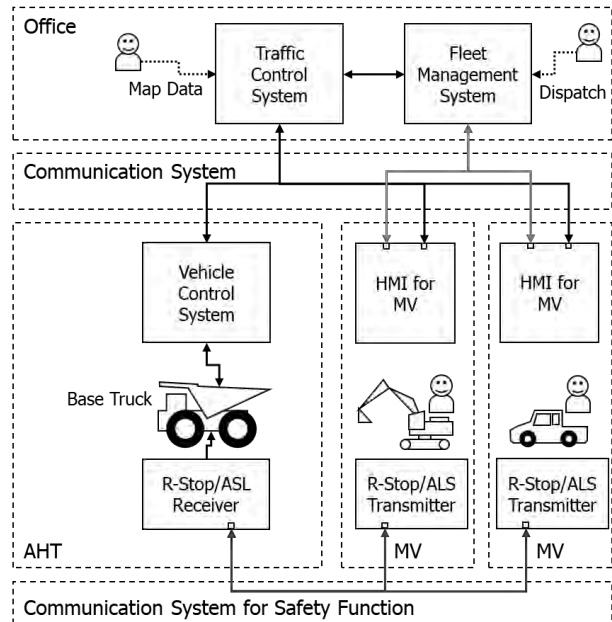 Office
Traffic
Control
System
Fleet
Management
System
Map Data
Dispatch
Communication System
Vehicle
Control
System
HMI for
MV
HMI for
MV
Base Truck
R-Stop/ASL
Receiver
R-Stop/ALS
Transmitter
R-Stop/ALS
Transmitter
AHT
MV
MV
Communication System for Safety Function